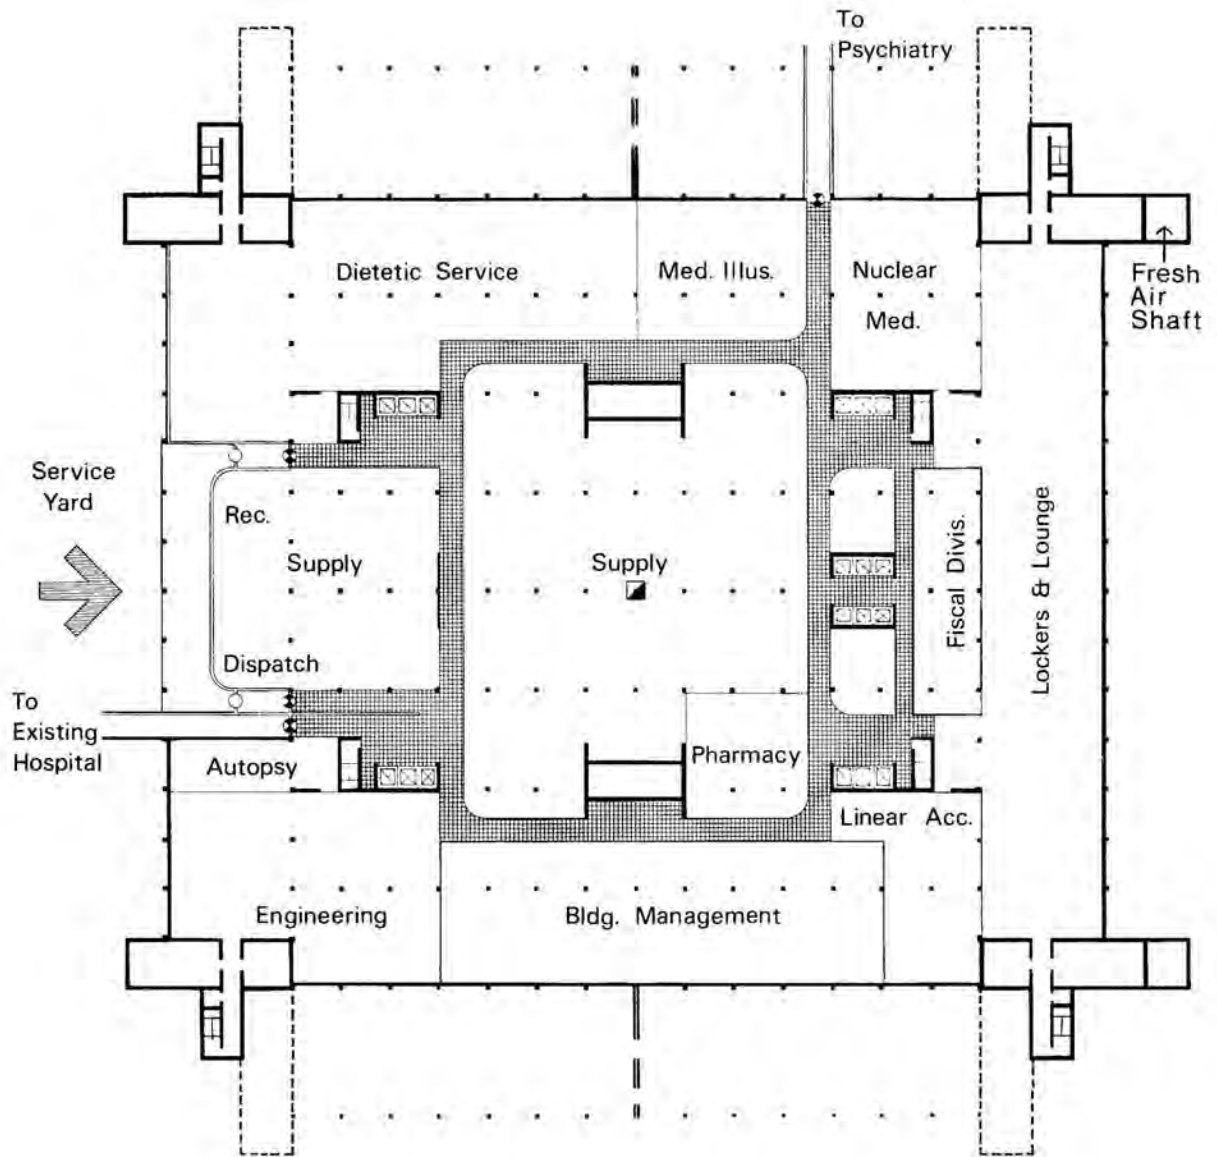 To
Psychiatry
Dietetic Service
Med. Illus.
Nuclear
Med.
Fresh
Air
Shaft
Service
Yard
Rec.
Supply
Supply
Fiscal Divis.
Lockers & Lounge
Dispatch
To
Existing
Hospital
Autopsy
Pharmacy
Linear Acc.
Engineering
Bldg. Management